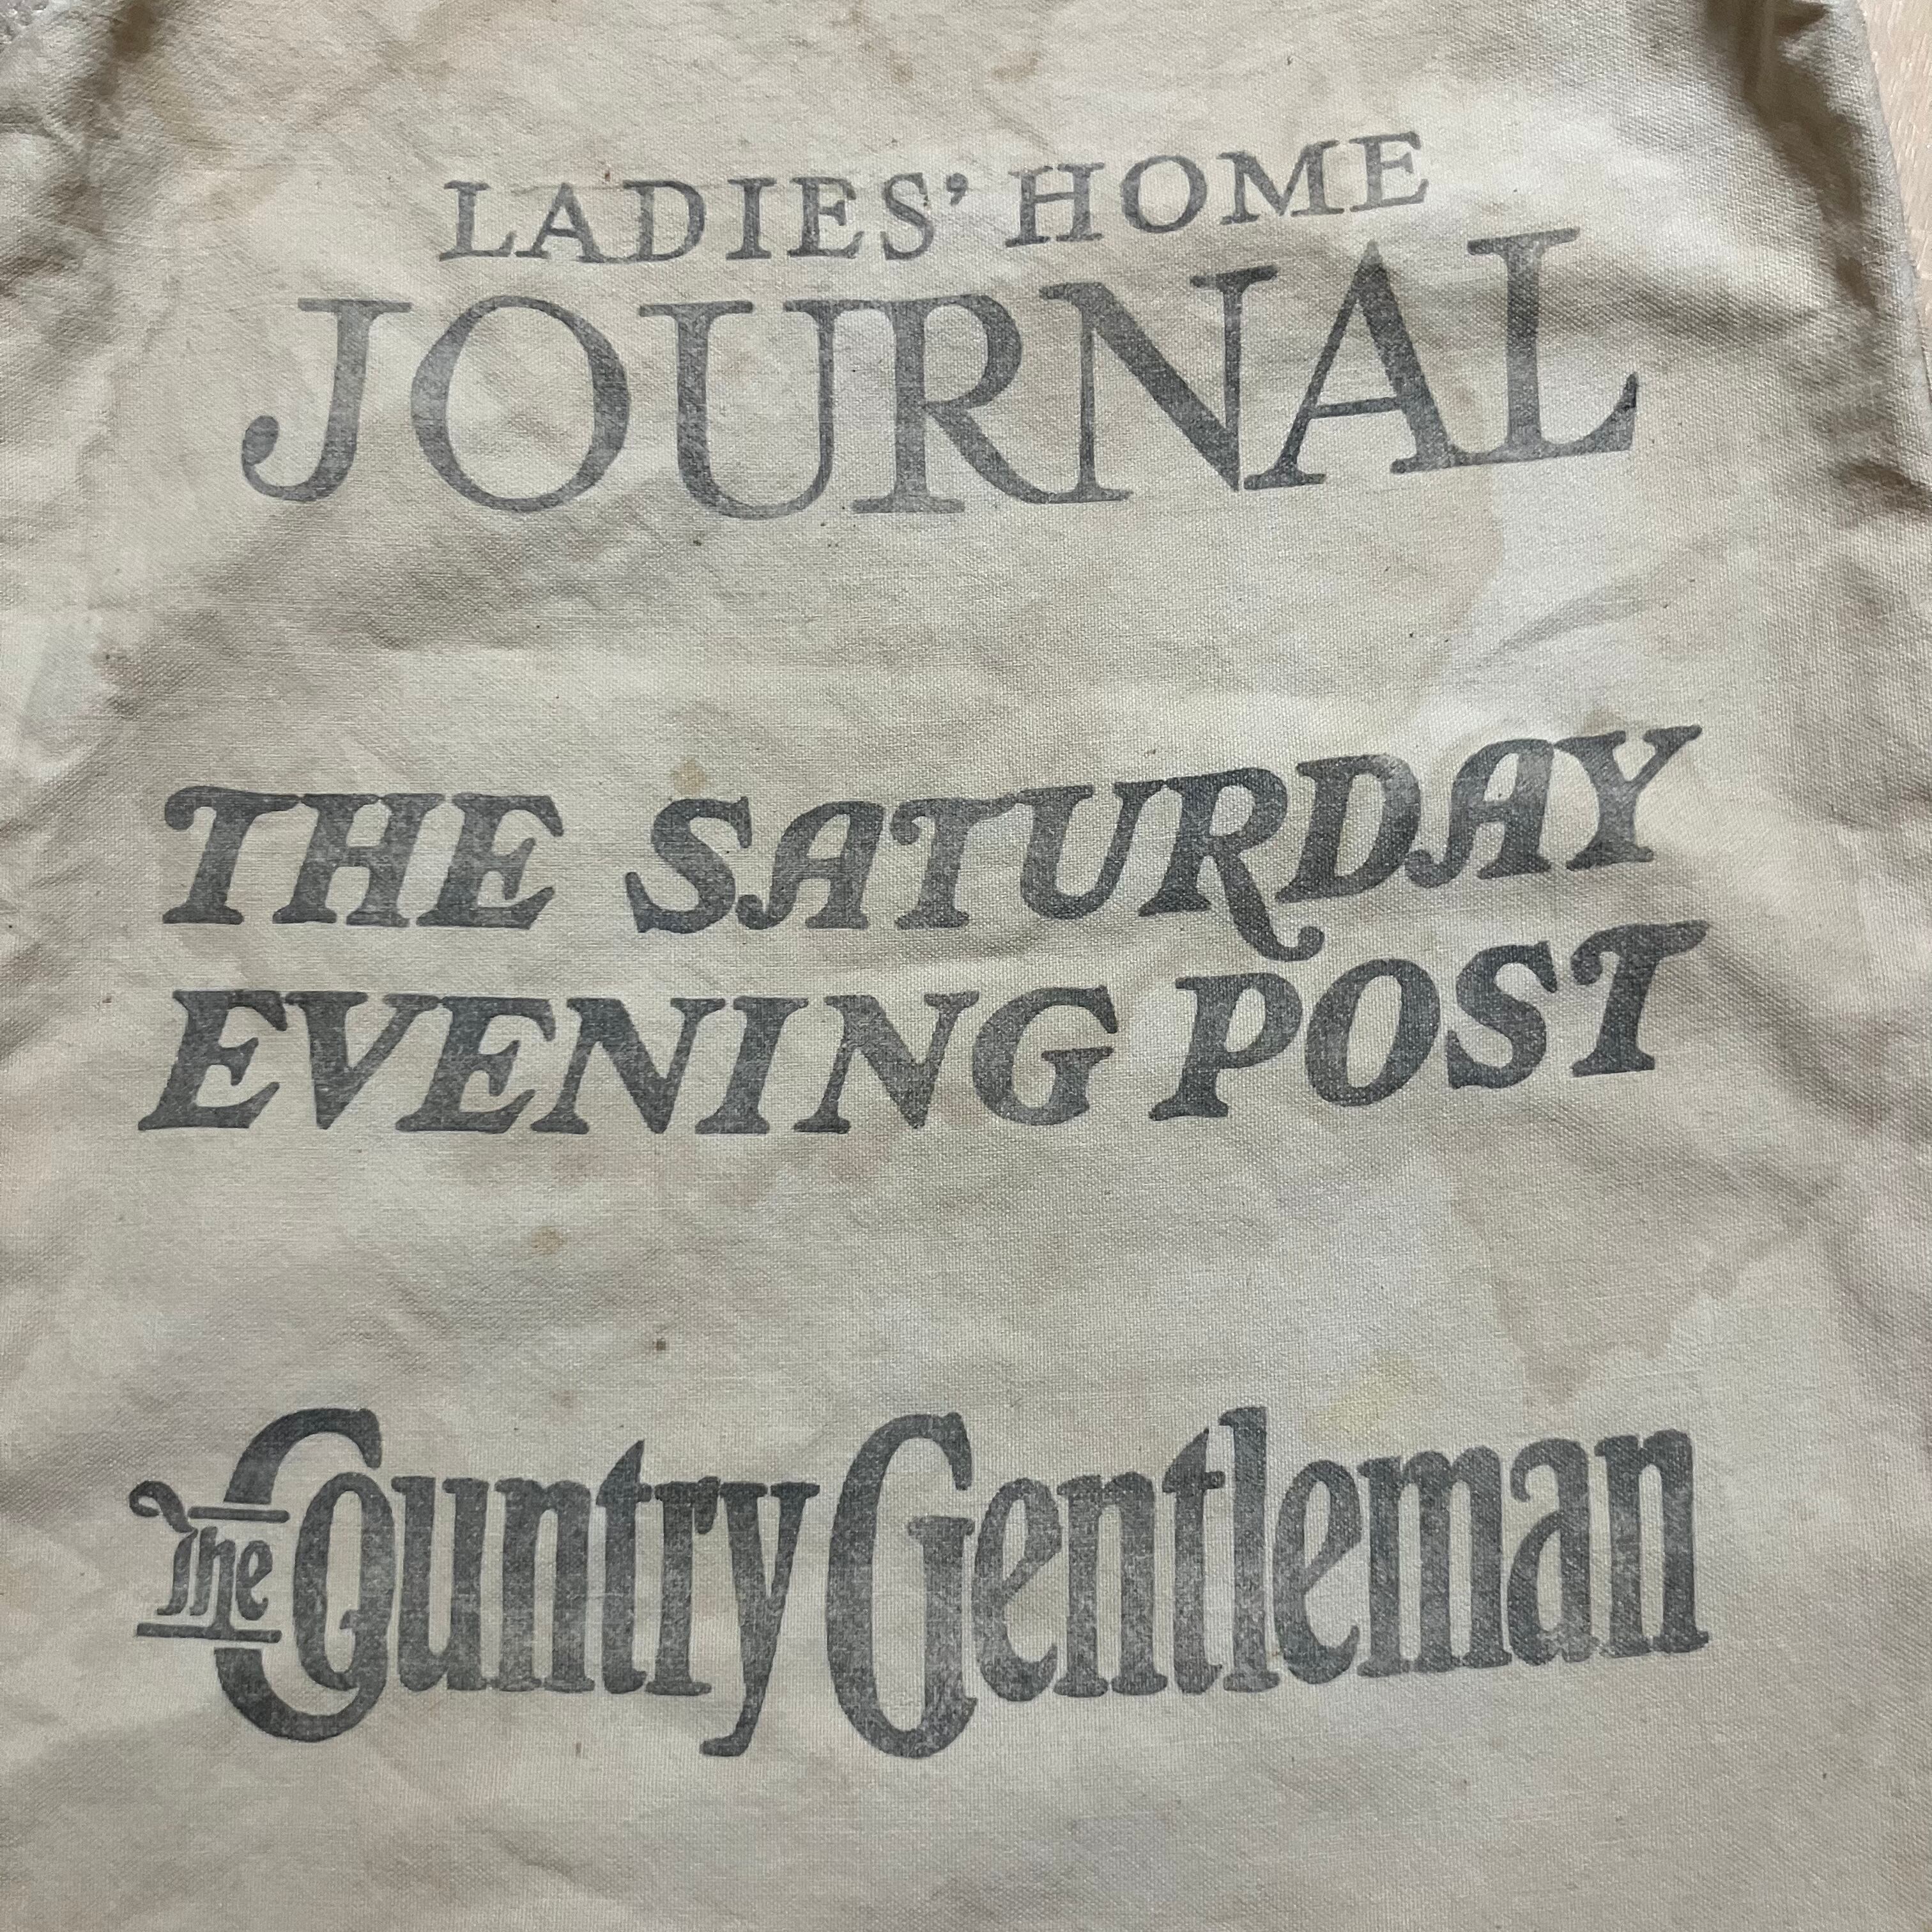 LADIES' HOME
JOURNAL
THE SATURDAY
EVENING POST
The Country Gentleman